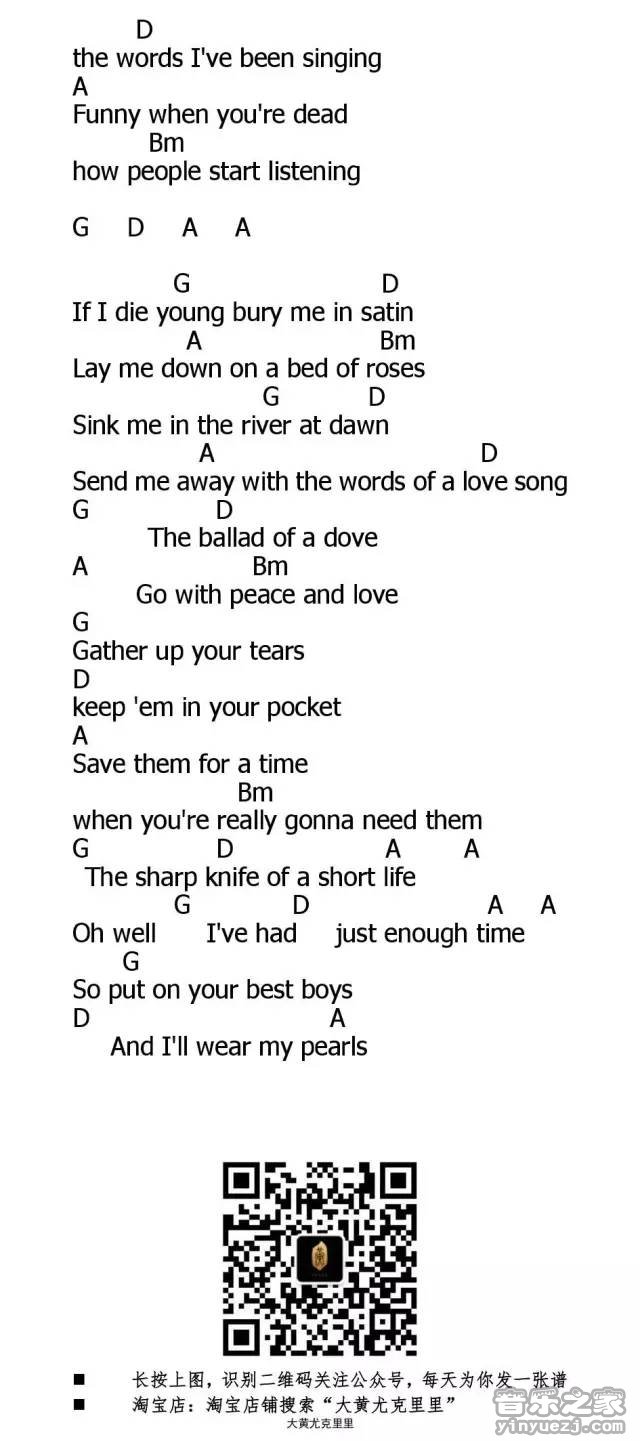 D
the words I've been singing
A
Funny when you're dead
Bm
how people start listening
G D A A
G D
If I die young bury me in satin
A Bm
Lay me down on a bed of roses
G D
Sink me in the river at dawn
A D
Send me away with the words of a love song
G D
The ballad of a dove
A Bm
Go with peace and love
G
Gather up your tears
D
keep 'em in your pocket
A
Save them for a time
Bm
when you're really gonna need them
G D A A
The sharp knife of a short life
G D A A
Oh well I've had just enough time
G
So put on your best boys
D A
And I'll wear my pearls
■ 长按上图，识别二维码关注公众号，每天为你发一张谱
■ 淘宝店：淘宝店铺搜索“大黄尤克里里”
大黄尤克里里
音乐之家
yinyuezj.com